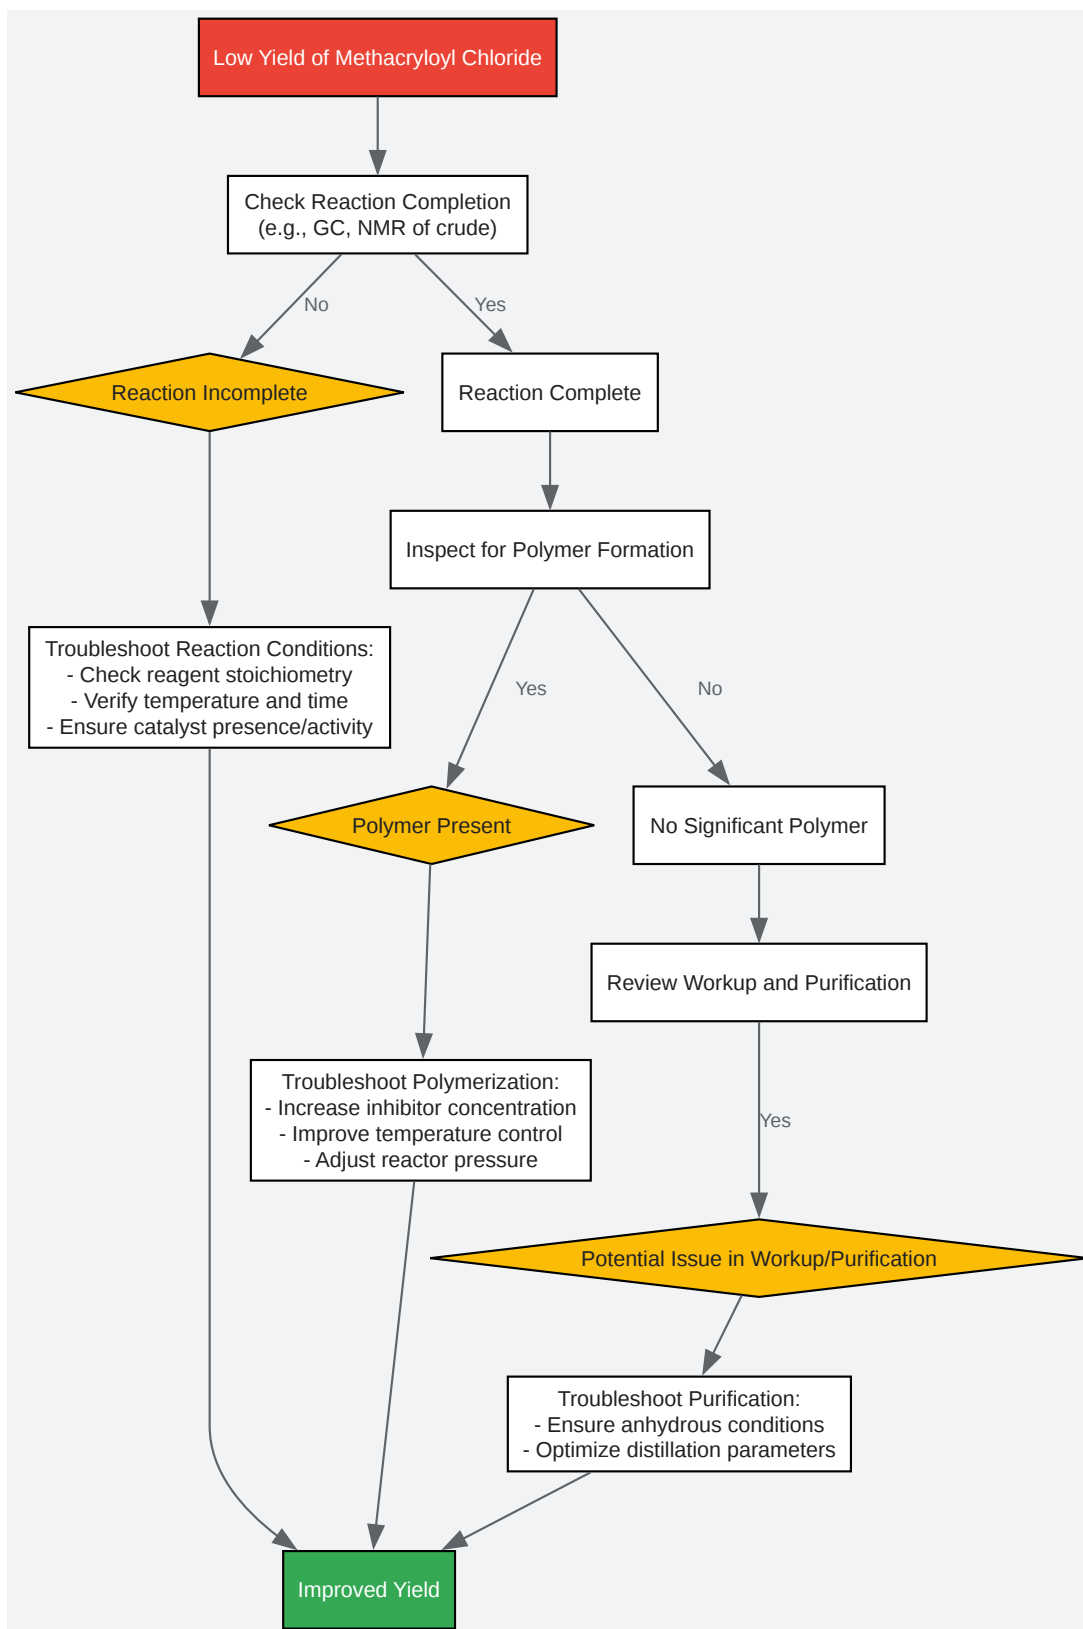 Low Yield of Methacryloyl Chloride
Check Reaction Completion
(e.g., GC, NMR of crude)
No
Yes
Reaction Incomplete
Reaction Complete
Inspect for Polymer Formation
Troubleshoot Reaction Conditions:
- Check reagent stoichiometry
- Verify temperature and time
- Ensure catalyst presence/activity
Yes
No
Polymer Present
No Significant Polymer
Review Workup and Purification
Troubleshoot Polymerization:
- Increase inhibitor concentration
- Improve temperature control
- Adjust reactor pressure
Yes
Potential Issue in Workup/Purification
Troubleshoot Purification:
- Ensure anhydrous conditions
- Optimize distillation parameters
Improved Yield